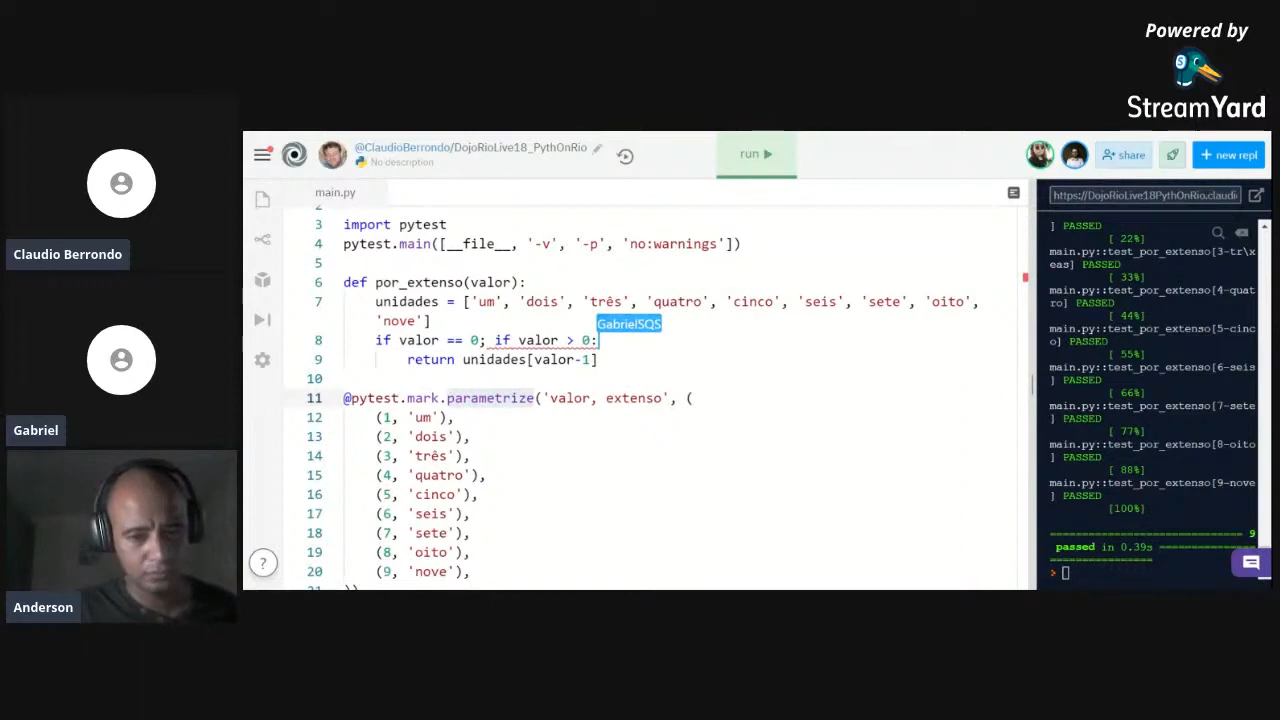 Powered by
StreamYard
Claudio Berrondo
Gabriel
Anderson
@ClaudioBerrondo/DojoRioLive18_PythOnRio
No description
run
share
+ new repl
main.py
https://DojoRioLive18PythOnRio.claudi
2
3 import pytest
4 pytest.main([__file__, '-v', '-p', 'no:warnings'])
5
6 def por_extenso(valor):
7 unidades = ['um', 'dois', 'três', 'quatro', 'cinco', 'seis', 'sete', 'oito',
'nove']
GabrielSQS
8 if valor == 0; if valor > 0:
9 return unidades[valor-1]
10
11 @pytest.mark.parametrize('valor, extenso', (
12 (1, 'um'),
13 (2, 'dois'),
14 (3, 'três'),
15 (4, 'quatro'),
16 (5, 'cinco'),
17 (6, 'seis'),
18 (7, 'sete'),
19 (8, 'oito'),
20 (9, 'nove'),
))
?
] PASSED
[ 22%]
main.py::test_por_extenso[3-tr\x
eas] PASSED
[ 33%]
main.py::test_por_extenso[4-quat
ro] PASSED
[ 44%]
main.py::test_por_extenso[5-cinc
o] PASSED
[ 55%]
main.py::test_por_extenso[6-seis
] PASSED
[ 66%]
main.py::test_por_extenso[7-sete
] PASSED
[ 77%]
main.py::test_por_extenso[8-oito
] PASSED
[ 88%]
main.py::test_por_extenso[9-nove
] PASSED
[100%]
============================ 9
passed in 0.39s ================
===============
>